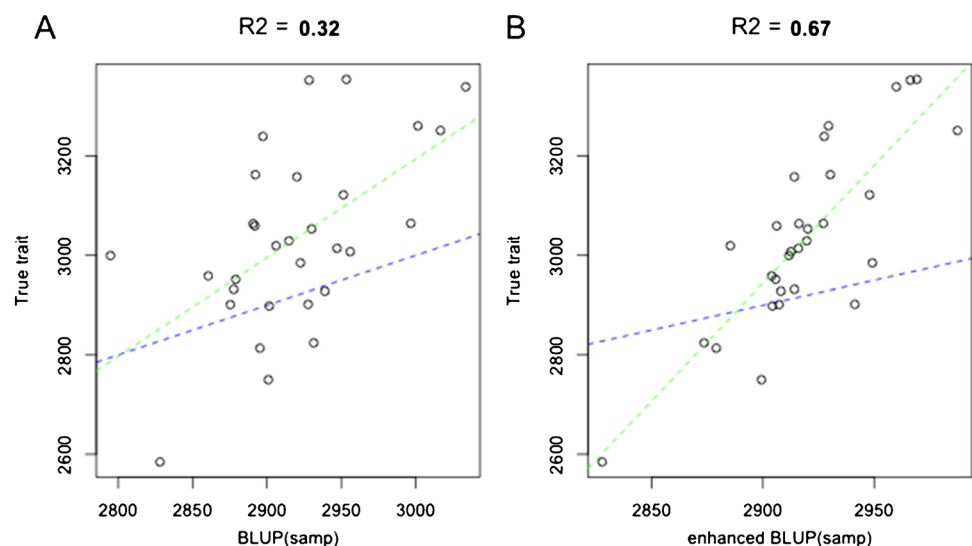 A
R2 = 0.32
True trait
3200
3000
2800
2600
2800 2850 2900 2950 3000
BLUP(samp)
B
R2 = 0.67
True trait
3200
3000
2800
2600
2850 2900 2950
enhanced BLUP(samp)